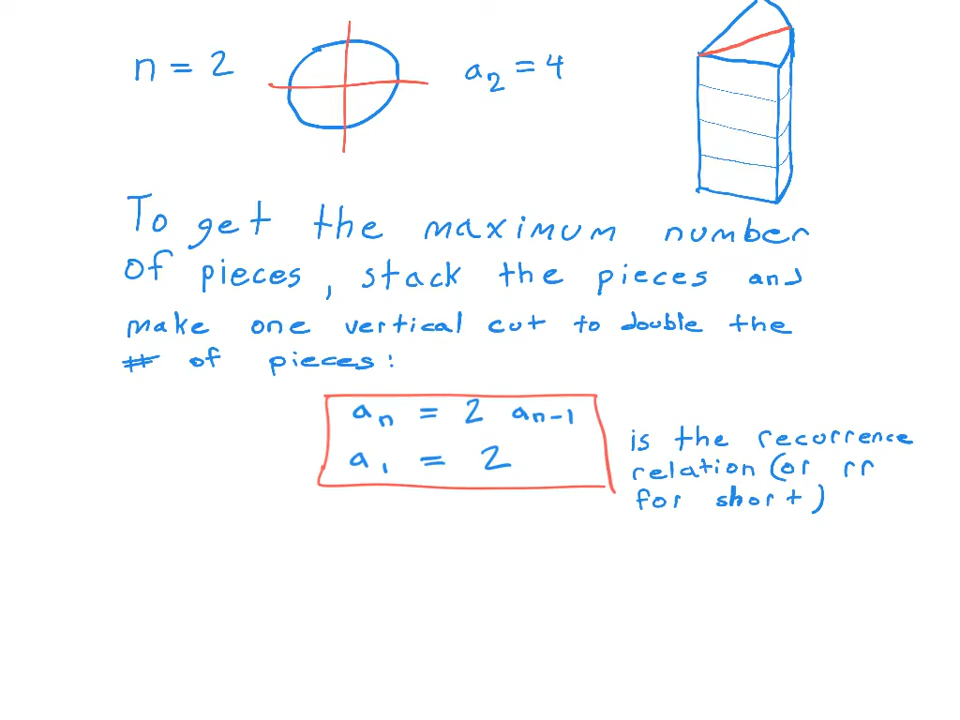 n = 2
a₂ = 4
To get the maximum number
of pieces, stack the pieces and
make one vertical cut to double the
# of pieces:
aₙ = 2 aₙ₋₁
a₁ = 2
is the recurrence
relation (or rr
for short)